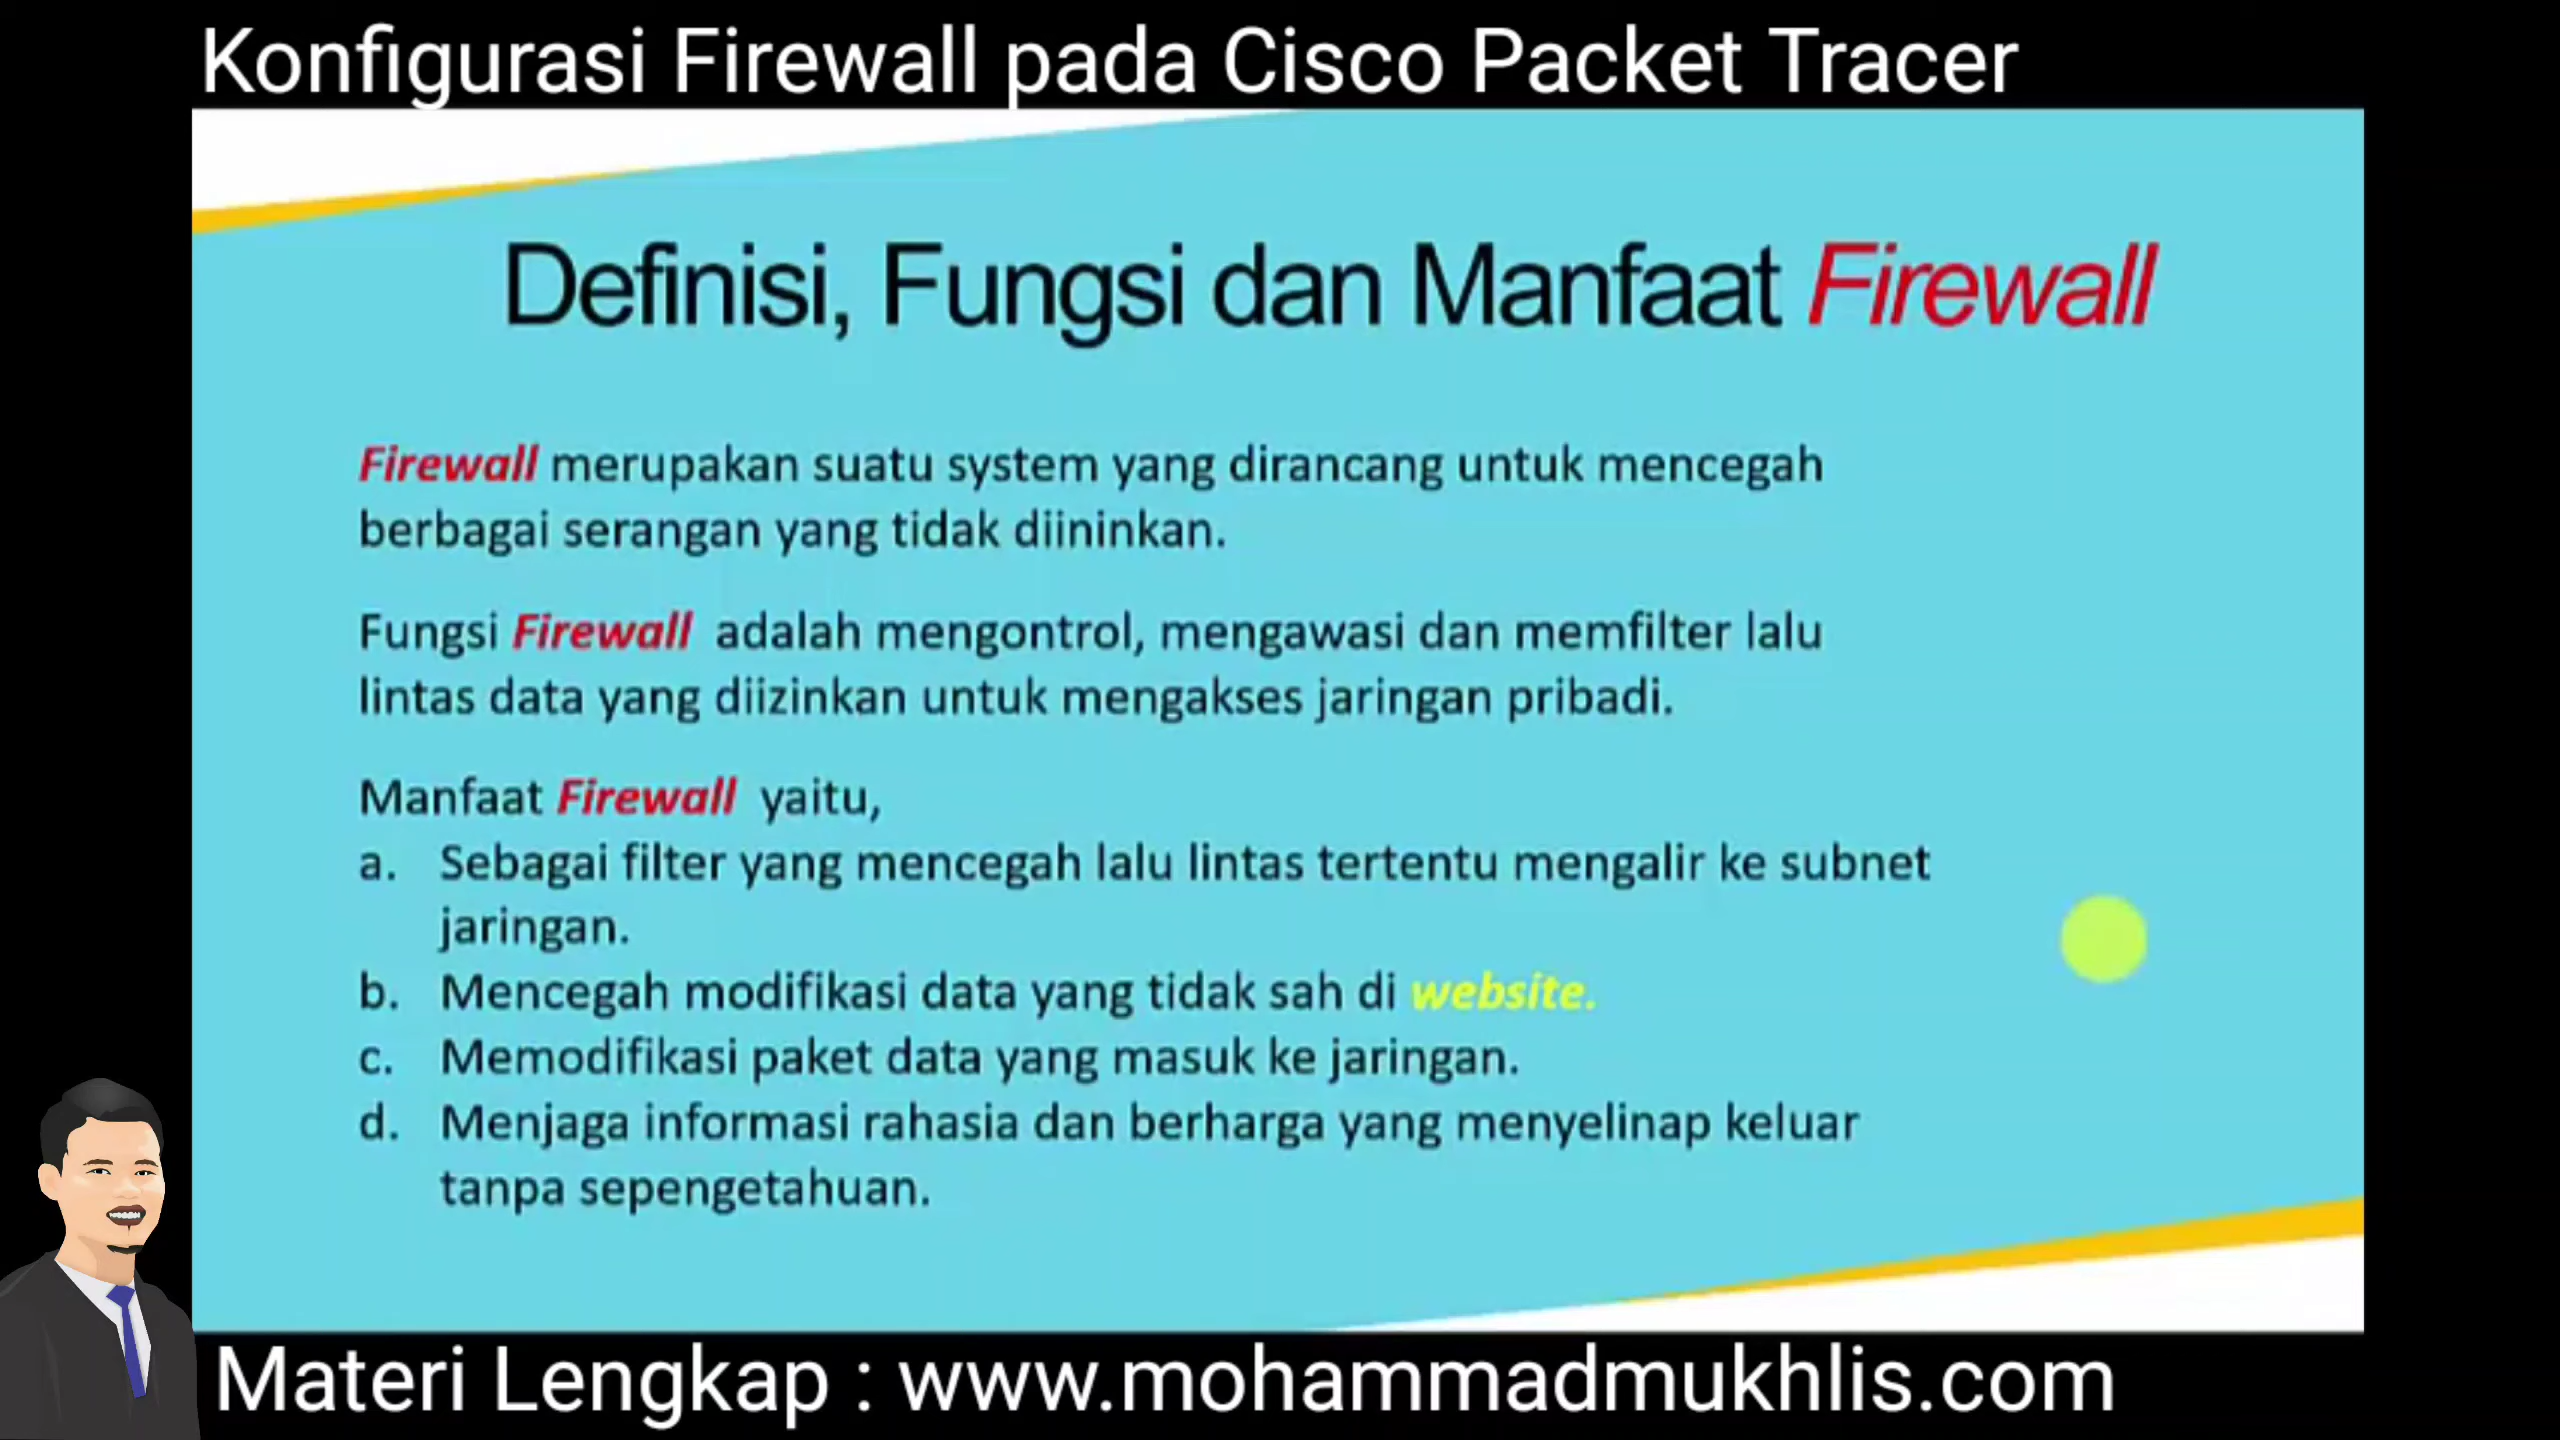 Konfigurasi Firewall pada Cisco Packet Tracer
Definisi, Fungsi dan Manfaat Firewall
Firewall merupakan suatu system yang dirancang untuk mencegah
berbagai serangan yang tidak diininkan.
Fungsi Firewall adalah mengontrol, mengawasi dan memfilter lalu
lintas data yang diizinkan untuk mengakses jaringan pribadi.
Manfaat Firewall yaitu,
a. Sebagai filter yang mencegah lalu lintas tertentu mengalir ke subnet
jaringan.
b. Mencegah modifikasi data yang tidak sah di website.
c. Memodifikasi paket data yang masuk ke jaringan.
d. Menjaga informasi rahasia dan berharga yang menyelinap keluar
tanpa sepengetahuan.
Materi Lengkap : www.mohammadmukhlis.com